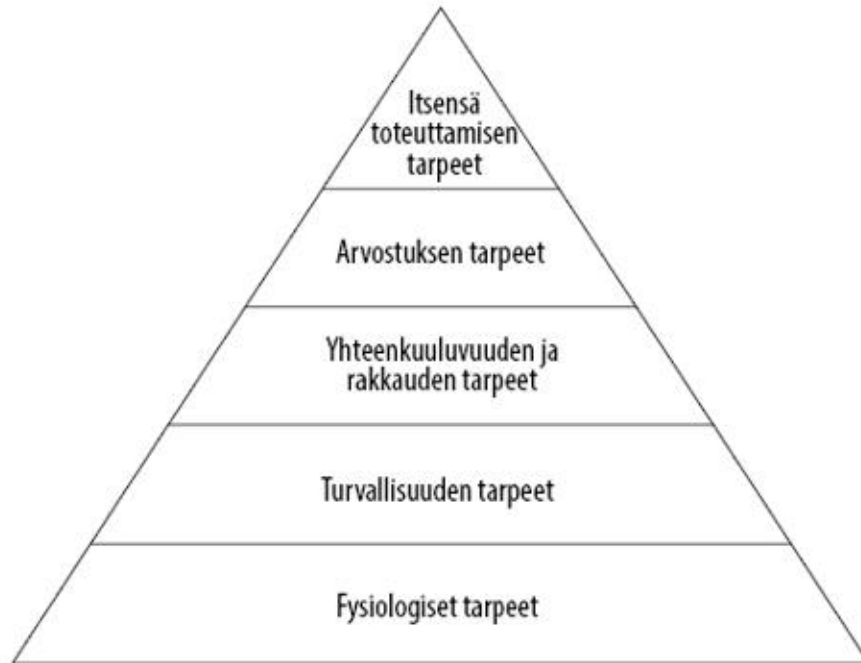 Itsensä
toteuttamisen
tarpeet
Arvostuksen tarpeet
Yhteenkuuluvuuden ja
rakkauden tarpeet
Turvallisuuden tarpeet
Fysiologiset tarpeet